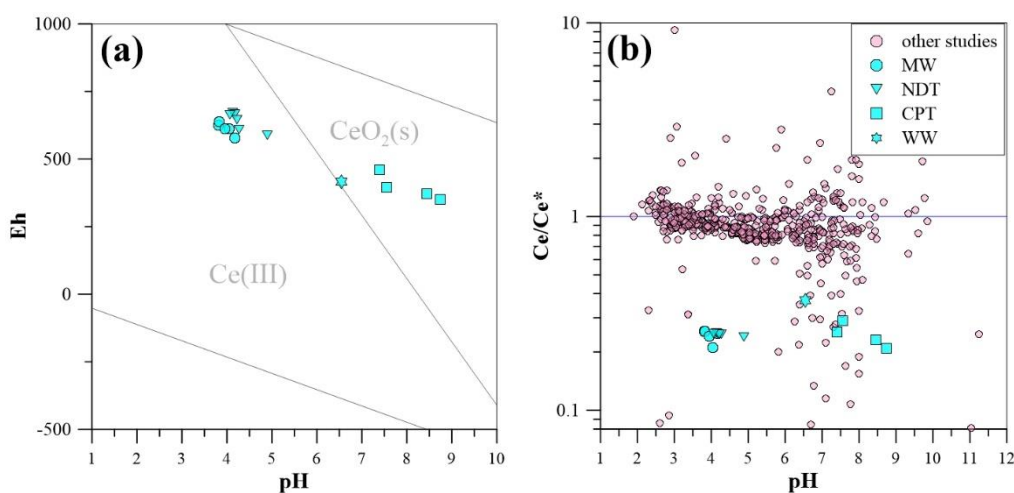 (a)
1000
500
0
-500
Eh
CeO₂(s)
Ce(III)
1 2 3 4 5 6 7 8 9 10
pH
(b)
10
1
0.1
Ce/Ce*
other studies
MW
NDT
CPT
WW
1 2 3 4 5 6 7 8 9 10 11 12
pH